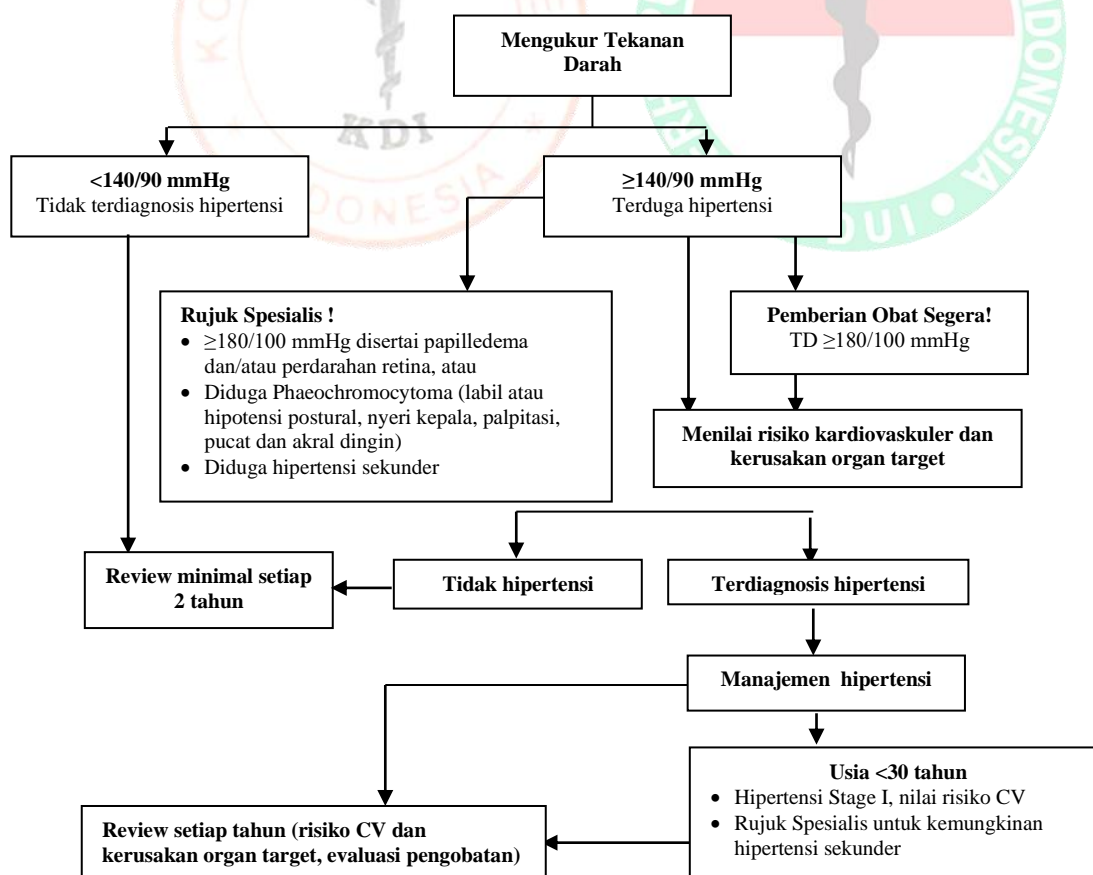 Mengukur Tekanan
Darah
KDI
<140/90 mmHg
Tidak terdiagnosis hipertensi
≥140/90 mmHg
Terduga hipertensi
Rujuk Spesialis !
• ≥180/100 mmHg disertai papilledema
dan/atau perdarahan retina, atau
• Diduga Phaeochromocytoma (labil atau
hipotensi postural, nyeri kepala, palpitasi,
pucat dan akral dingin)
• Diduga hipertensi sekunder
Pemberian Obat Segera!
TD ≥180/100 mmHg
Menilai risiko kardiovaskuler dan
kerusakan organ target
Review minimal setiap
2 tahun
Tidak hipertensi
Terdiagnosis hipertensi
Manajemen hipertensi
Usia <30 tahun
• Hipertensi Stage I, nilai risiko CV
• Rujuk Spesialis untuk kemungkinan
hipertensi sekunder
Review setiap tahun (risiko CV dan
kerusakan organ target, evaluasi pengobatan)